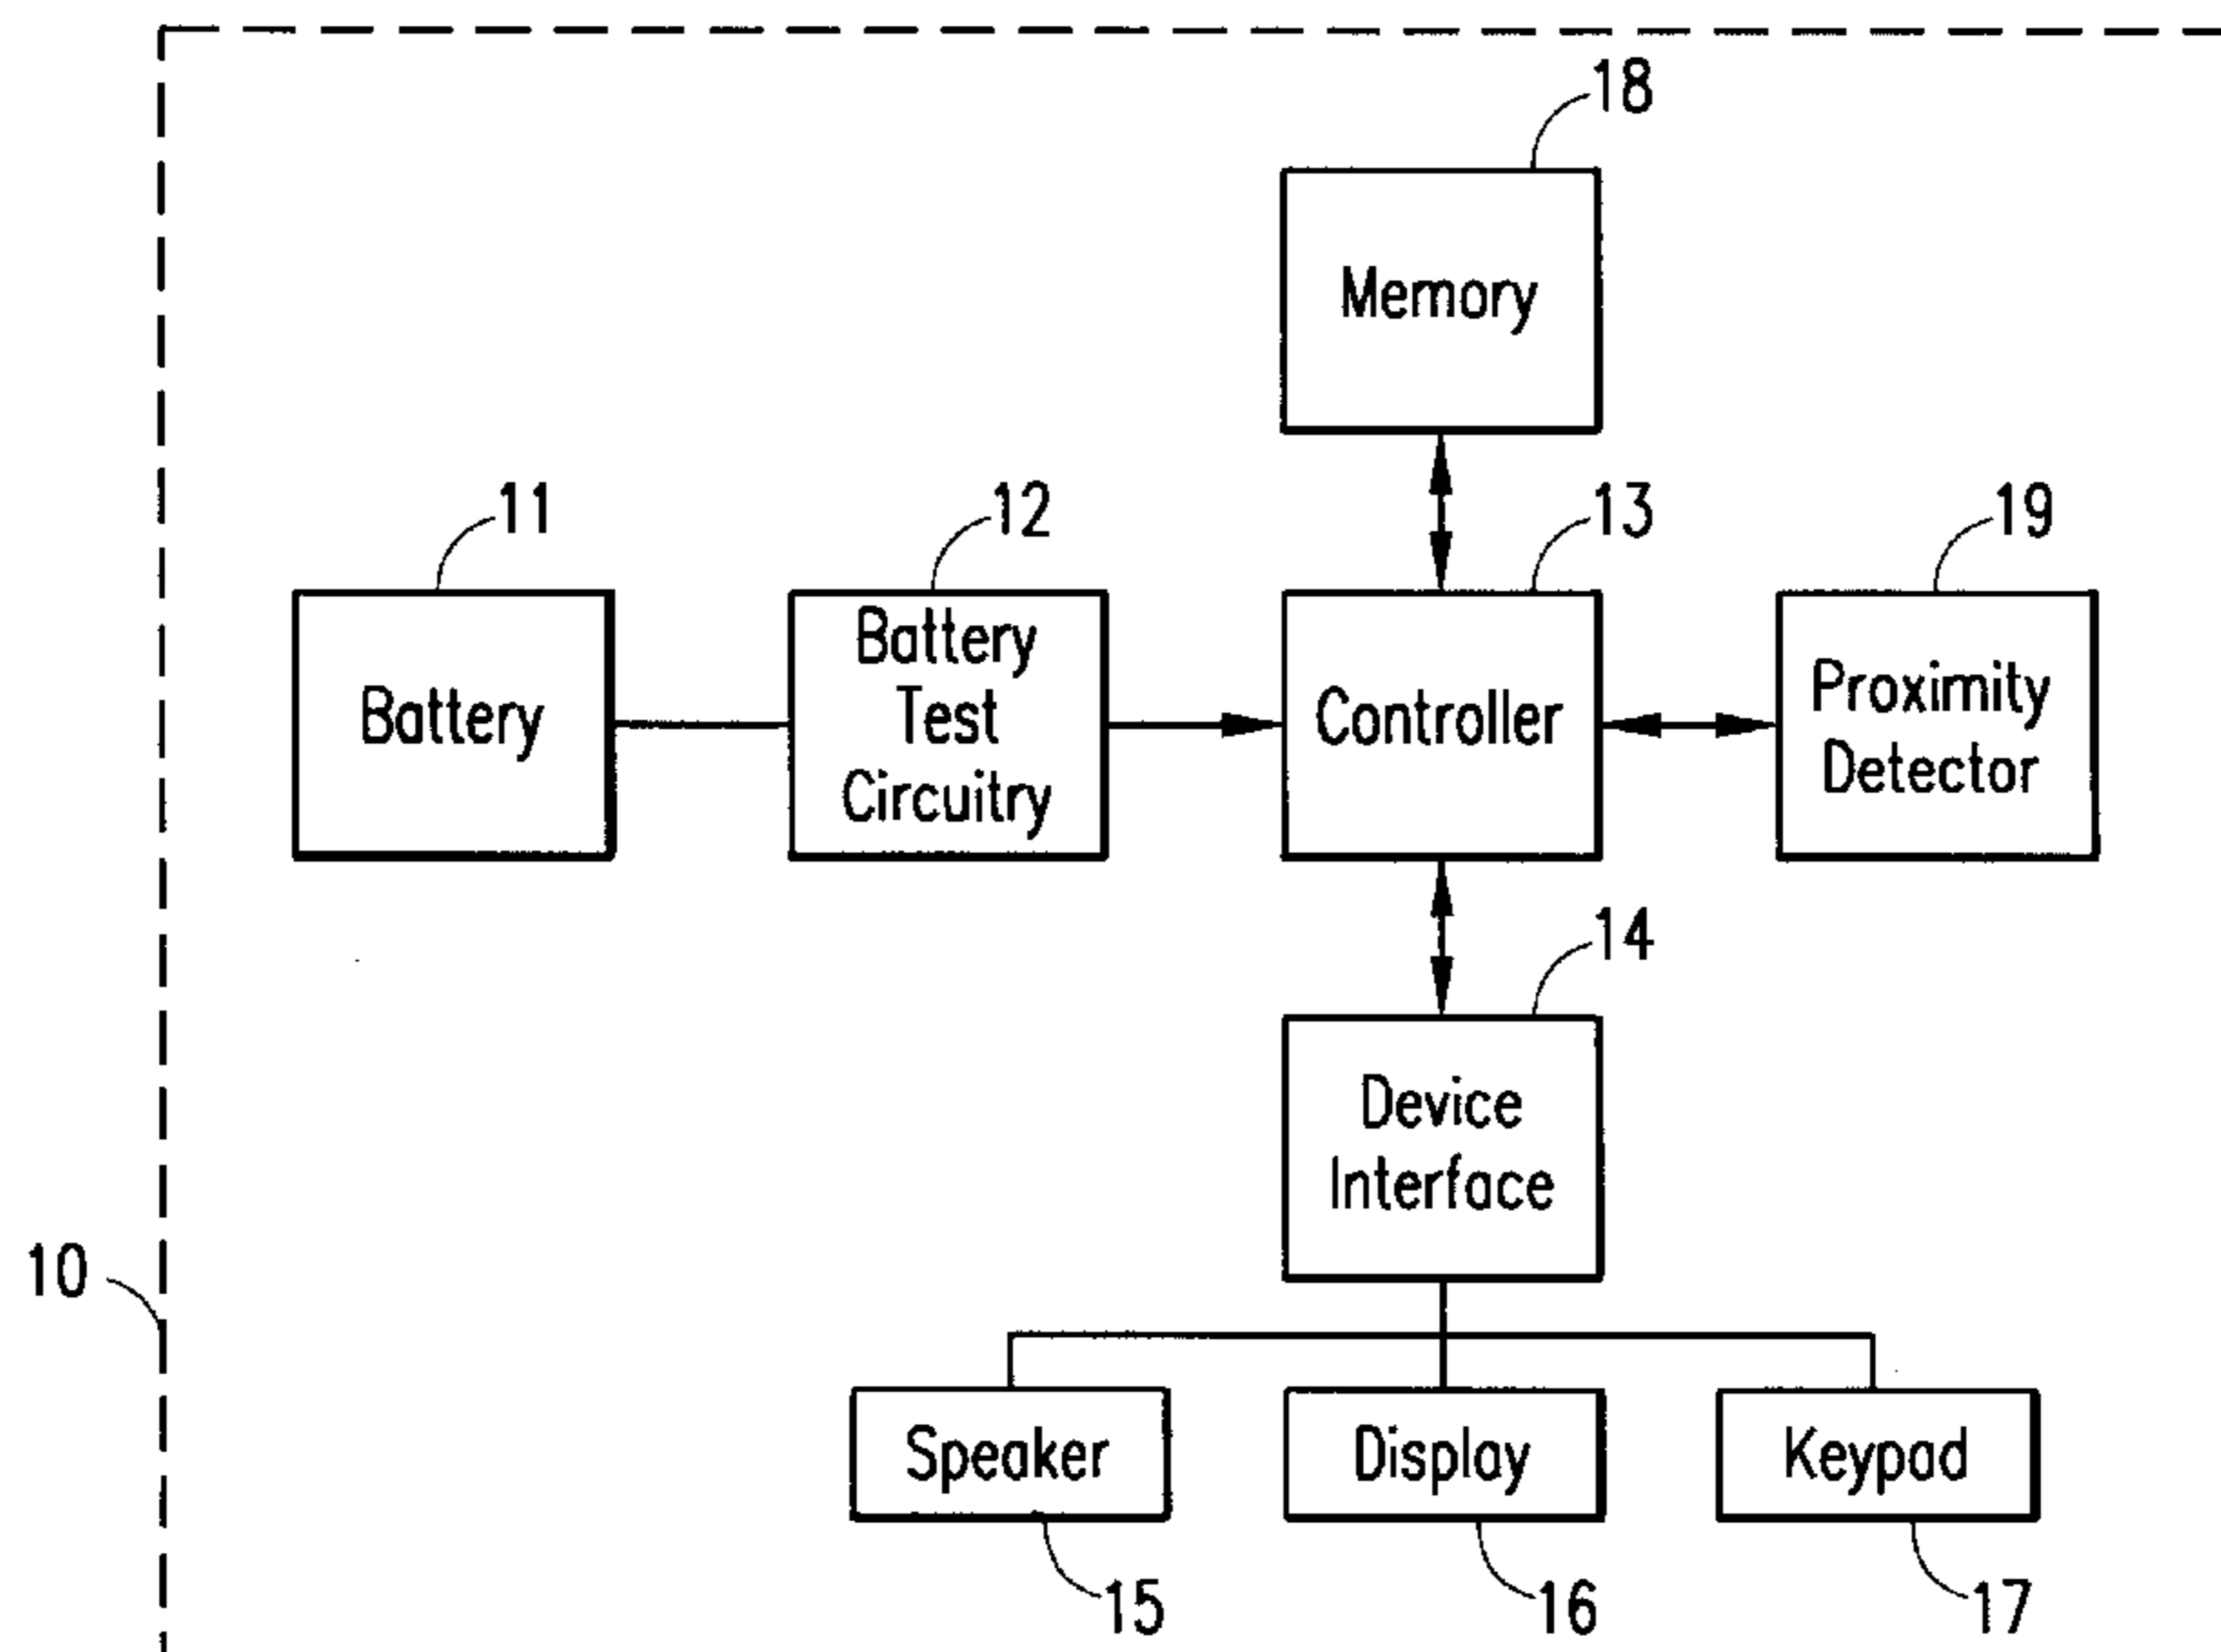 18
Memory
11
12
13
19
Battery
Battery
Test
Circuitry
Controller
Proximity
Detector
14
Device
Interface
10
Speaker
Display
Keypad
15
16
17